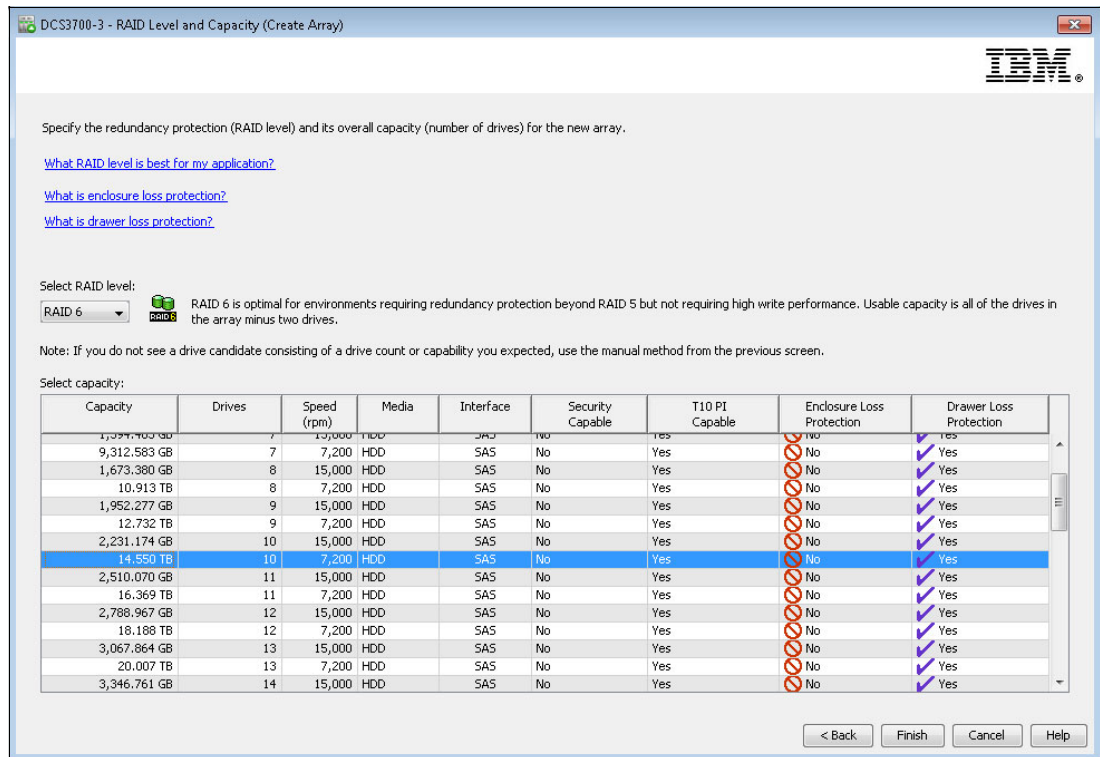 DCS3700-3 - RAID Level and Capacity (Create Array)
IBM®
Specify the redundancy protection (RAID level) and its overall capacity (number of drives) for the new array.
What RAID level is best for my application?
What is enclosure loss protection?
What is drawer loss protection?
Select RAID level:
RAID 6
RAID 6
RAID 6 is optimal for environments requiring redundancy protection beyond RAID 5 but not requiring high write performance. Usable capacity is all of the drives in
the array minus two drives.
Note: If you do not see a drive candidate consisting of a drive count or capability you expected, use the manual method from the previous screen.
Select capacity:
Capacity Drives Speed (rpm) Media Interface Security Capable T10 PI Capable Enclosure Loss Protection Drawer Loss Protection
1,394.483 GB 7 15,000 HDD SAS No Yes No Yes
9,312.583 GB 7 7,200 HDD SAS No Yes No Yes
1,673.380 GB 8 15,000 HDD SAS No Yes No Yes
10.913 TB 8 7,200 HDD SAS No Yes No Yes
1,952.277 GB 9 15,000 HDD SAS No Yes No Yes
12.732 TB 9 7,200 HDD SAS No Yes No Yes
2,231.174 GB 10 15,000 HDD SAS No Yes No Yes
14.550 TB 10 7,200 HDD SAS No Yes No Yes
2,510.070 GB 11 15,000 HDD SAS No Yes No Yes
16.369 TB 11 7,200 HDD SAS No Yes No Yes
2,788.967 GB 12 15,000 HDD SAS No Yes No Yes
18.188 TB 12 7,200 HDD SAS No Yes No Yes
3,067.864 GB 13 15,000 HDD SAS No Yes No Yes
20.007 TB 13 7,200 HDD SAS No Yes No Yes
3,346.761 GB 14 15,000 HDD SAS No Yes No Yes
< Back Finish Cancel Help